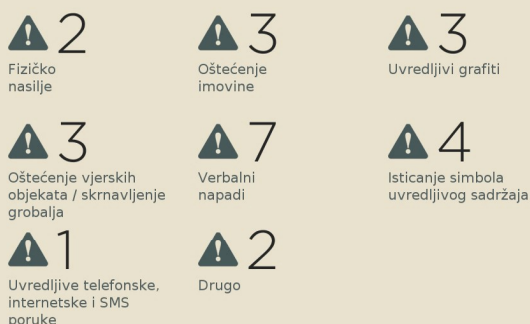 2
Fizičko
nasilje
3
Oštećenje
imovine
3
Uvredljivi grafiti
3
Oštećenje vjerskih
objekata / skrnavljenje
grobalja
7
Verbalni
napadi
4
Isticanje simbola
uvredljivog sadržaja
1
Uvredljive telefonske,
internetske i SMS
poruke
2
Drugo